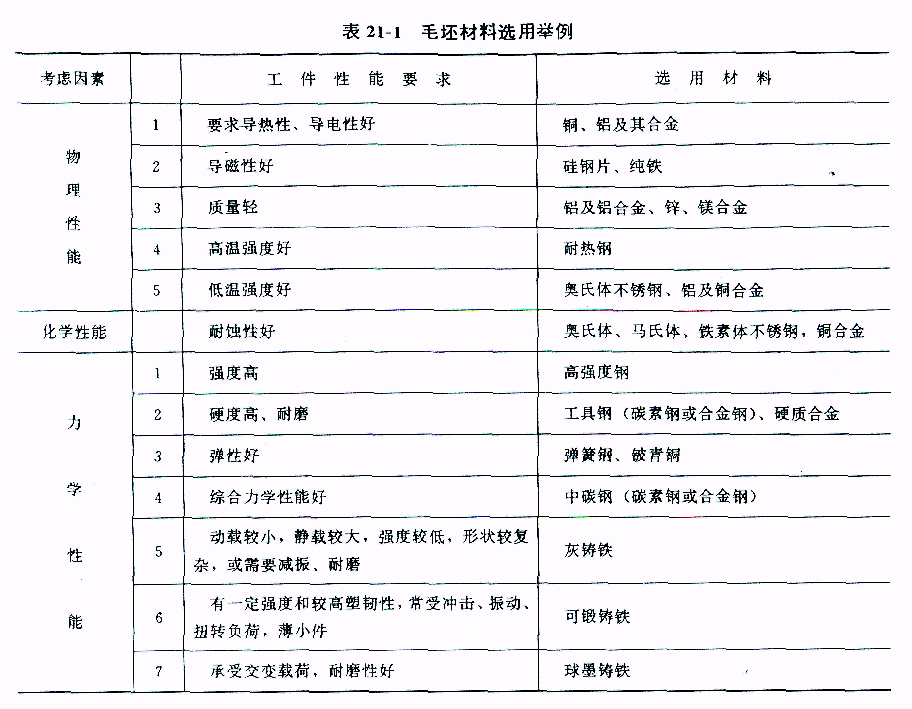 表 21-1 毛坯材料选用举例
考虑因素 工件性能要求 选用材料
物理性能
1 要求导热性、导电性好 铜、铝及其合金
2 导磁性好 硅钢片、纯铁
3 质量轻 铝及铝合金、锌、镁合金
4 高温强度好 耐热钢
5 低温强度好 奥氏体不锈钢、铝及铜合金
化学性能 耐蚀性好 奥氏体、马氏体、铁素体不锈钢，铜合金
力学性能
1 强度高 高强度钢
2 硬度高、耐磨 工具钢（碳素钢或合金钢）、硬质合金
3 弹性好 弹簧钢、铍青铜
4 综合力学性能好 中碳钢（碳素钢或合金钢）
5 动载较小，静载较大，强度较低，形状较复
杂，或需要减振、耐磨 灰铸铁
6 有一定强度和较高塑韧性，常受冲击、振动、
扭转负荷，薄小件 可锻铸铁
7 承受交变载荷，耐磨性好 球墨铸铁